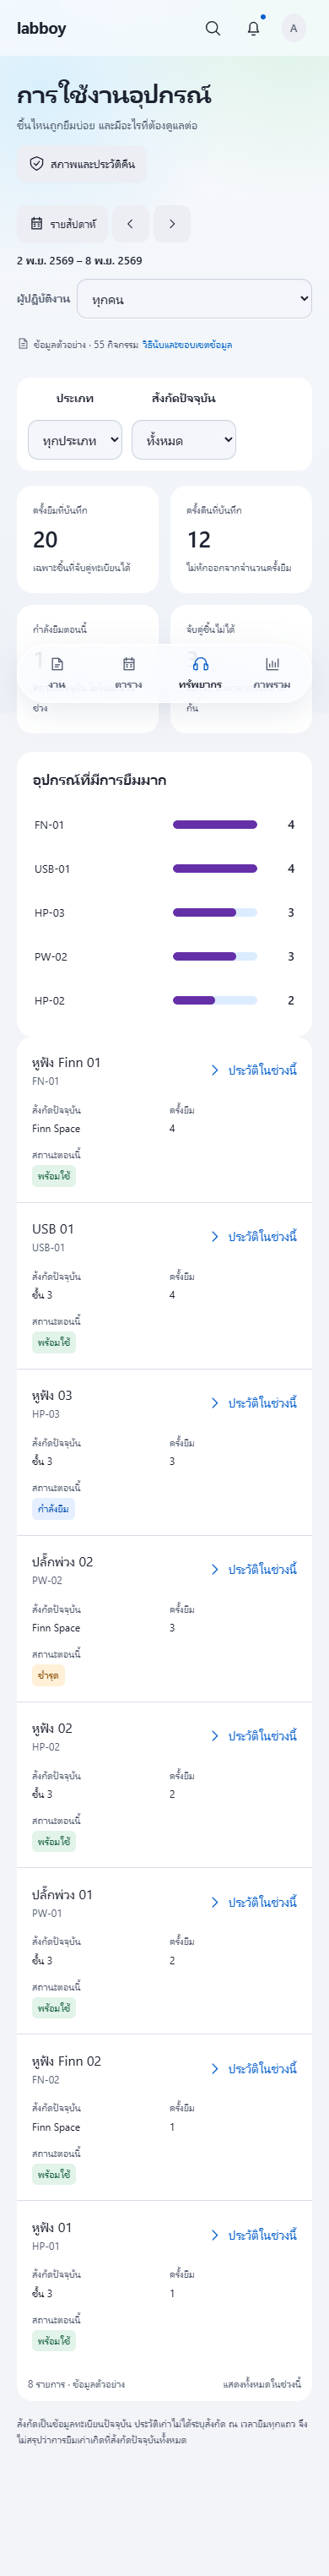 labboy
A
การใช้งานอุปกรณ์
ชิ้นไหนถูกยืมบ่อย และมีอะไรที่ต้องดูแลต่อ
สภาพและประวัติคืน
รายสัปดาห์
2 พ.ย. 2569 – 8 พ.ย. 2569
ผู้ปฏิบัติงาน ทุกคน
ข้อมูลตัวอย่าง · 55 กิจกรรม วิธีนับและขอบเขตข้อมูล
ประเภท สังกัดปัจจุบัน
ทุกประเภท ทั้งหมด
ครั้งยืมที่บันทึก ครั้งคืนที่บันทึก
20 12
เฉพาะชิ้นที่จับคู่ทะเบียนได้ ไม่หักออกจากจำนวนครั้งยืม
กำลังยืมตอนนี้ จับคู่ชิ้นไม่ได้
งาน ตาราง ทรัพยากร ภาพรวม
ช่วง กัน
อุปกรณ์ที่มีการยืมมาก
FN-01 4
USB-01 4
HP-03 3
PW-02 3
HP-02 2
หูฟัง Finn 01 ประวัติในช่วงนี้
FN-01
สังกัดปัจจุบัน ครั้งยืม
Finn Space 4
สถานะตอนนี้
พร้อมใช้
USB 01 ประวัติในช่วงนี้
USB-01
สังกัดปัจจุบัน ครั้งยืม
ชั้น 3 4
สถานะตอนนี้
พร้อมใช้
หูฟัง 03 ประวัติในช่วงนี้
HP-03
สังกัดปัจจุบัน ครั้งยืม
ชั้น 3 3
สถานะตอนนี้
กำลังยืม
ปลั๊กพ่วง 02 ประวัติในช่วงนี้
PW-02
สังกัดปัจจุบัน ครั้งยืม
Finn Space 3
สถานะตอนนี้
ชำรุด
หูฟัง 02 ประวัติในช่วงนี้
HP-02
สังกัดปัจจุบัน ครั้งยืม
ชั้น 3 2
สถานะตอนนี้
พร้อมใช้
ปลั๊กพ่วง 01 ประวัติในช่วงนี้
PW-01
สังกัดปัจจุบัน ครั้งยืม
ชั้น 3 2
สถานะตอนนี้
พร้อมใช้
หูฟัง Finn 02 ประวัติในช่วงนี้
FN-02
สังกัดปัจจุบัน ครั้งยืม
Finn Space 1
สถานะตอนนี้
พร้อมใช้
หูฟัง 01 ประวัติในช่วงนี้
HP-01
สังกัดปัจจุบัน ครั้งยืม
ชั้น 3 1
สถานะตอนนี้
พร้อมใช้
8 รายการ · ข้อมูลตัวอย่าง แสดงทั้งหมดในช่วงนี้
สังกัดเป็นข้อมูลทะเบียนปัจจุบัน ประวัติเก่าไม่ได้ระบุสังกัด ณ เวลายืมทุกแถว จึง
ไม่สรุปว่าการยืมเก่าเกิดที่สังกัดปัจจุบันทั้งหมด